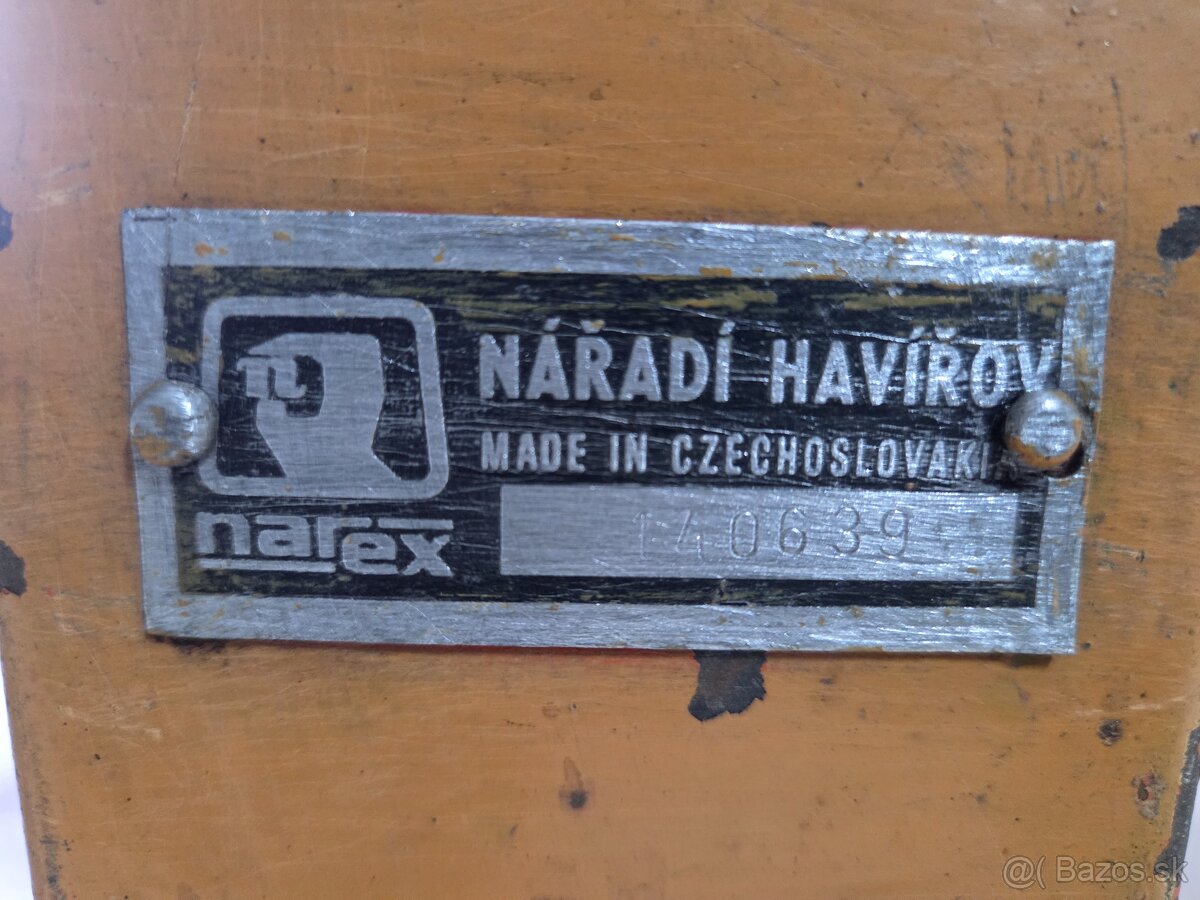 NÁŘADÍ HAVÍŘOV
MADE IN CZECHOSLOVAKIA
narex
140639
@( Bazos.sk